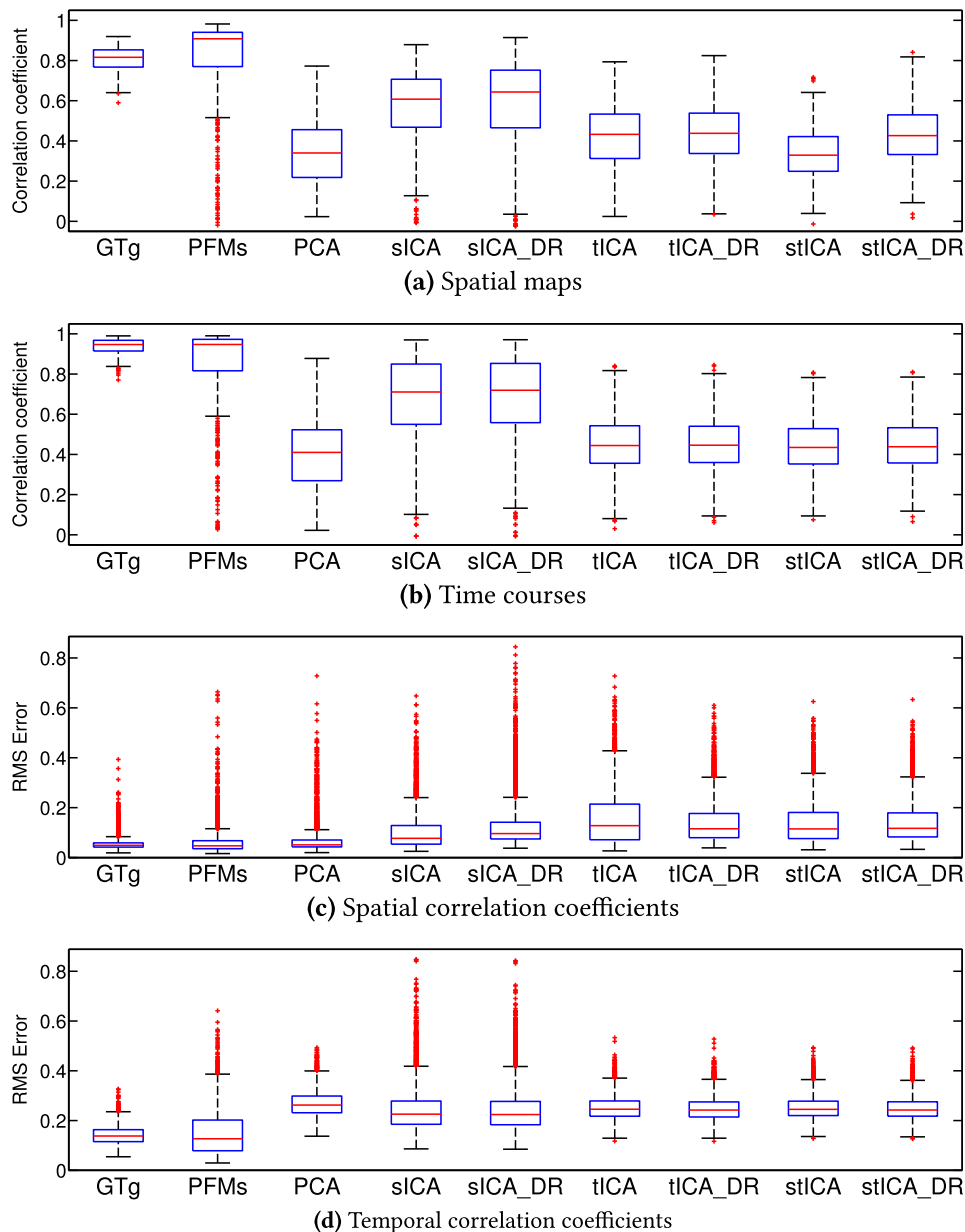 1
0.8
0.6
0.4
0.2
0
Correlation coefficient
GTg PFMs PCA sICA sICA_DR tICA tICA_DR stICA stICA_DR
(a) Spatial maps
1
0.8
0.6
0.4
0.2
0
Correlation coefficient
GTg PFMs PCA sICA sICA_DR tICA tICA_DR stICA stICA_DR
(b) Time courses
0.8
0.6
0.4
0.2
0
RMS Error
GTg PFMs PCA sICA sICA_DR tICA tICA_DR stICA stICA_DR
(c) Spatial correlation coefficients
0.8
0.6
0.4
0.2
0
RMS Error
GTg PFMs PCA sICA sICA_DR tICA tICA_DR stICA stICA_DR
(d) Temporal correlation coefficients